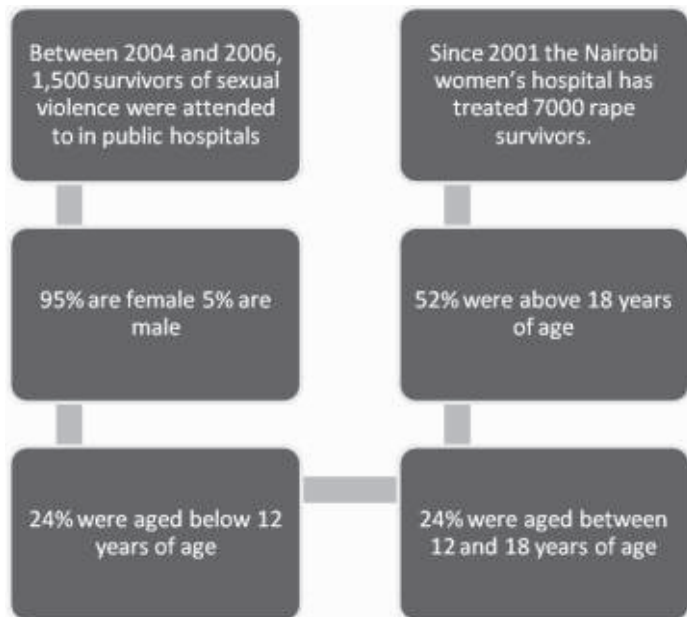 Between 2004 and 2006,
1,500 survivors of sexual
violence were attended
to in public hospitals
95% are female 5% are
male
24% were aged below 12
years of age
24% were aged between
12 and 18 years of age
52% were above 18 years
of age
Since 2001 the Nairobi
women's hospital has
treated 7000 rape
survivors.